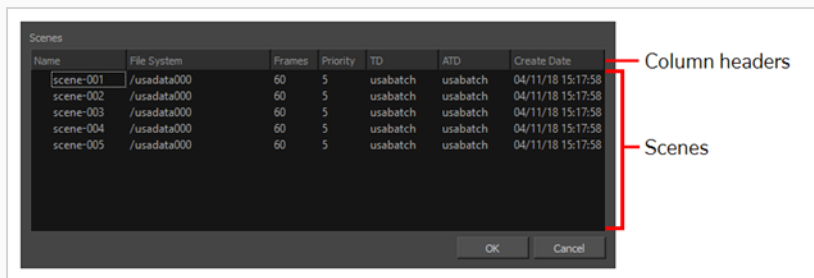 Scenes
Name File System Frames Priority TD ATD Create Date
scene-001 /usadata000 60 5 usabatch usabatch 04/11/18 15:17:58
scene-002 /usadata000 60 5 usabatch usabatch 04/11/18 15:17:58
scene-003 /usadata000 60 5 usabatch usabatch 04/11/18 15:17:58
scene-004 /usadata000 60 5 usabatch usabatch 04/11/18 15:17:58
scene-005 /usadata000 60 5 usabatch usabatch 04/11/18 15:17:58
OK Cancel
Column headers
Scenes